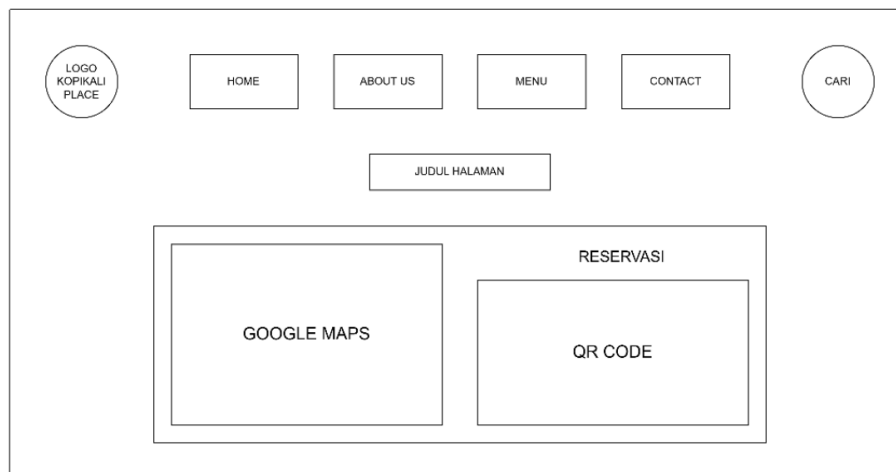 LOGO
KOPIKALI
PLACE
HOME
ABOUT US
MENU
CONTACT
CARI
JUDUL HALAMAN
GOOGLE MAPS
RESERVASI
QR CODE